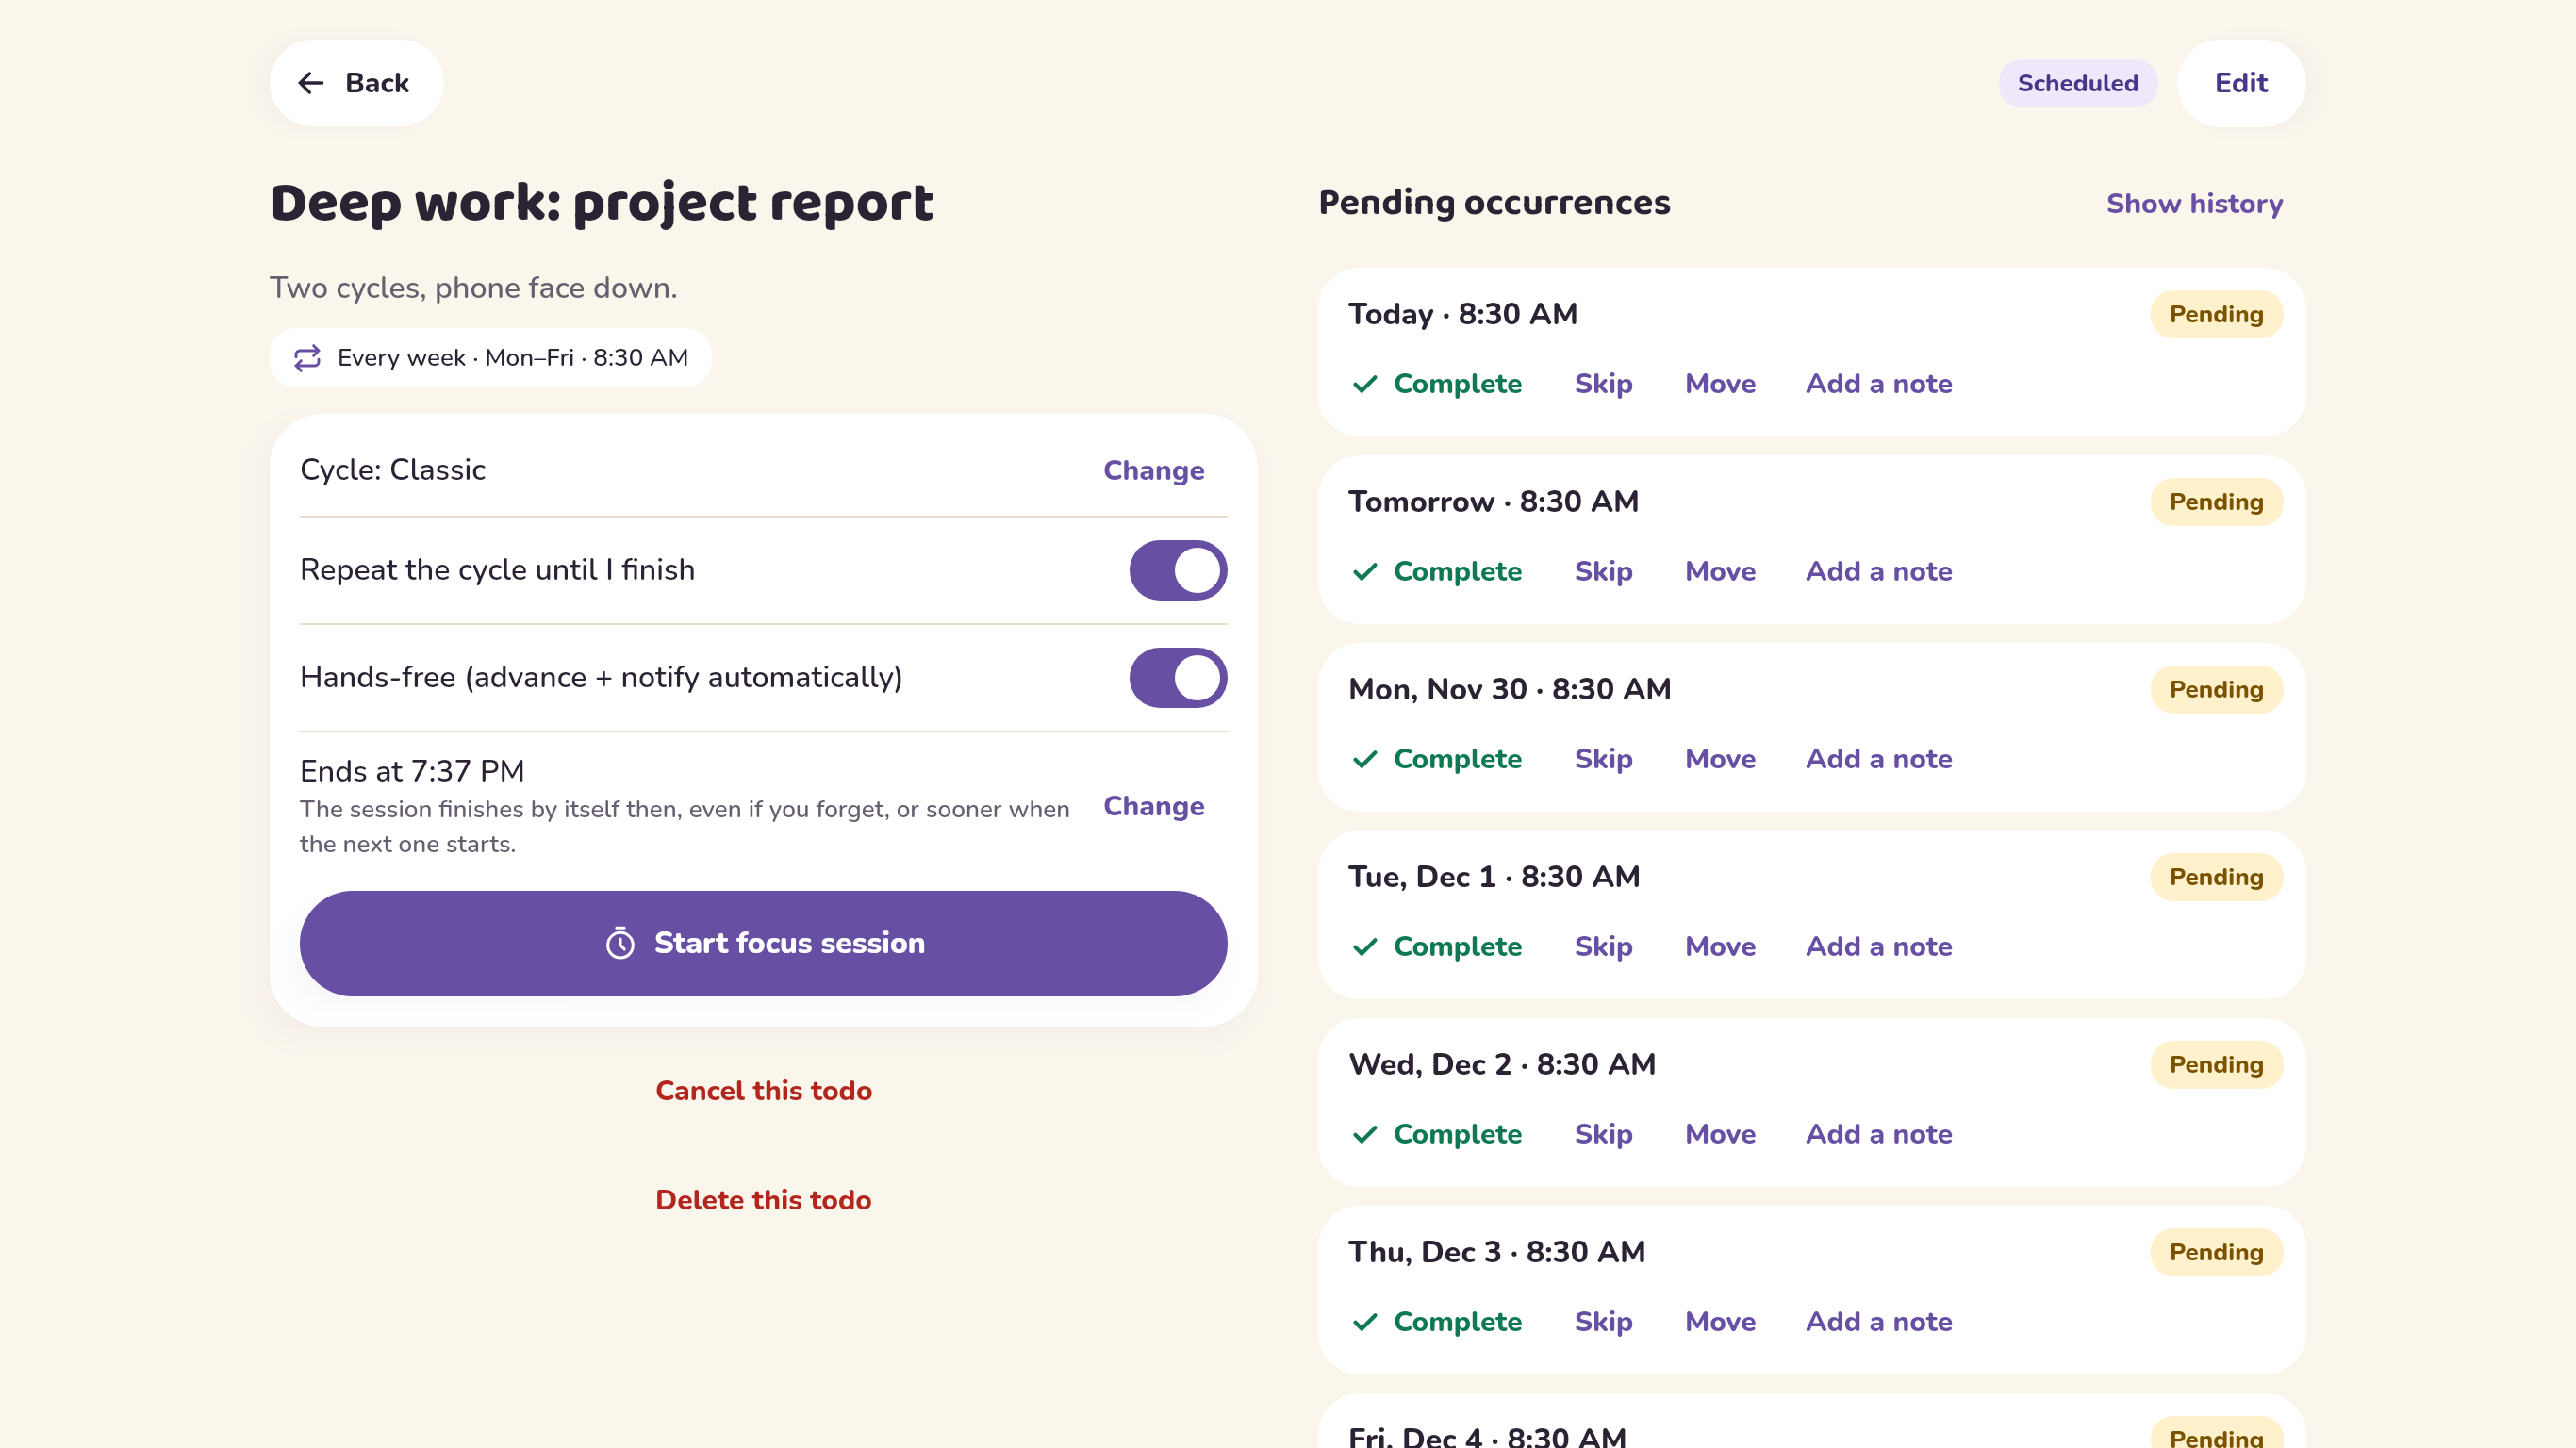 Back
Scheduled
Edit
Deep work: project report
Two cycles, phone face down.
Every week · Mon–Fri · 8:30 AM
Cycle: Classic
Change
Repeat the cycle until I finish
Hands-free (advance + notify automatically)
Ends at 7:37 PM
The session finishes by itself then, even if you forget, or sooner when
the next one starts.
Change
Start focus session
Cancel this todo
Delete this todo
Pending occurrences
Show history
Today · 8:30 AM
Pending
Complete Skip Move Add a note
Tomorrow · 8:30 AM
Pending
Complete Skip Move Add a note
Mon, Nov 30 · 8:30 AM
Pending
Complete Skip Move Add a note
Tue, Dec 1 · 8:30 AM
Pending
Complete Skip Move Add a note
Wed, Dec 2 · 8:30 AM
Pending
Complete Skip Move Add a note
Thu, Dec 3 · 8:30 AM
Pending
Complete Skip Move Add a note
Fri, Dec 4 · 8:30 AM
Pending